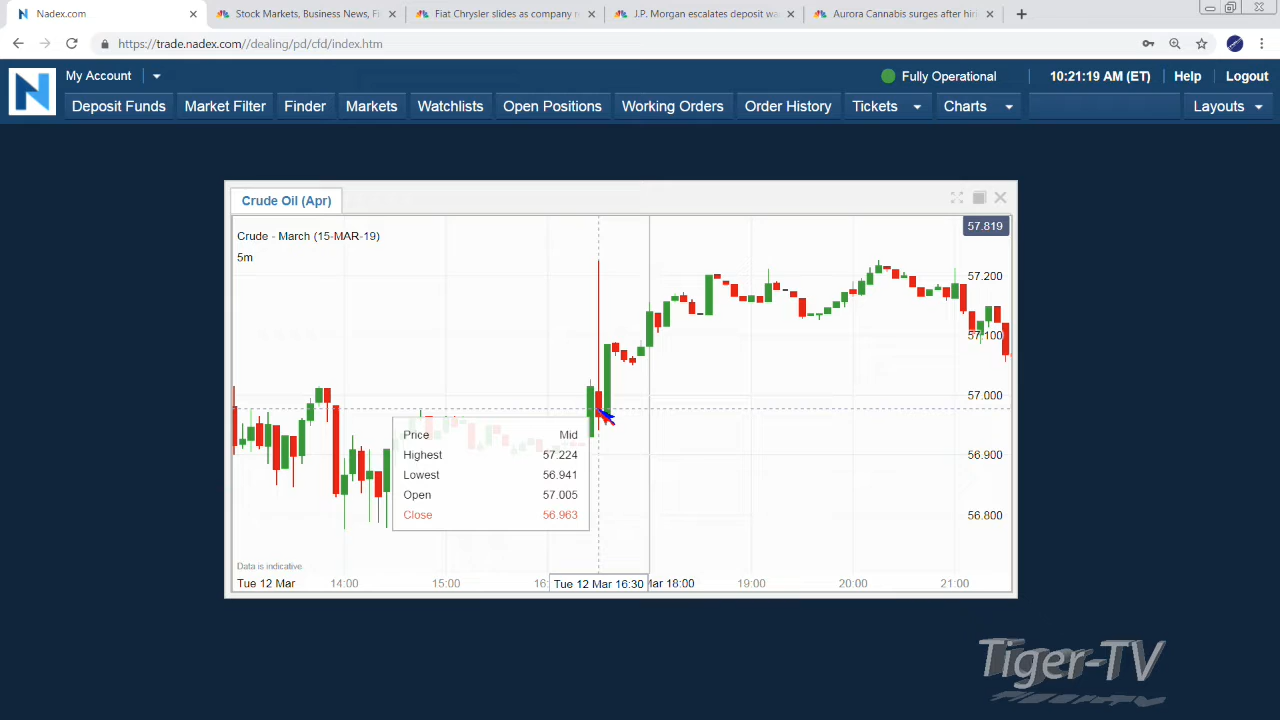 Nadex.com
Stock Markets, Business News, Fi
Fiat Chrysler slides as company r
J.P. Morgan escalates deposit wa
Aurora Cannabis surges after hiri
https://trade.nadex.com//dealing/pd/cfd/index.htm
My Account
Fully Operational
10:21:19 AM (ET)
Help
Logout
N
Deposit Funds
Market Filter
Finder
Markets
Watchlists
Open Positions
Working Orders
Order History
Tickets
Charts
Layouts
Crude Oil (Apr)
57.819
Crude - March (15-MAR-19)
5m
57.200
57.100
57.000
56.900
56.800
Price Mid
Highest 57.224
Lowest 56.941
Open 57.005
Close 56.963
Data is indicative
Tue 12 Mar
14:00
15:00
16:
Tue 12 Mar 16:30
Mar 18:00
19:00
20:00
21:00
Tiger-TV